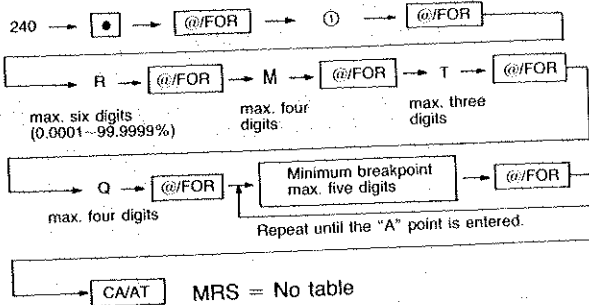 240 → • → @/FOR → ① → @/FOR
R → @/FOR → M → @/FOR → T → @/FOR
max. six digits
(0.0001~99.9999%)
max. four
digits
max. three
digits
Q → @/FOR → Minimum breakpoint
max. five digits → @/FOR
max. four digits
Repeat until the "A" point is entered.
CA/AT MRS = No table